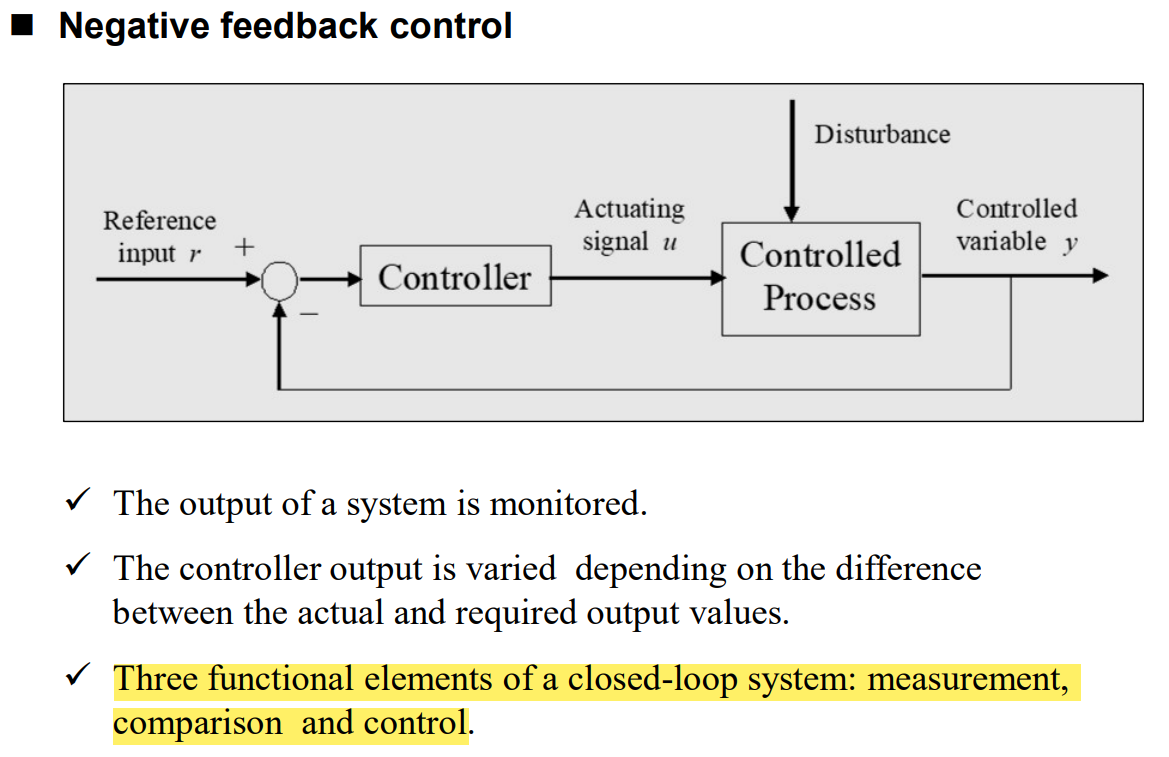 ■ Negative feedback control
Disturbance
Reference
input r
+
Actuating
signal u
Controlled
variable y
Controller
Controlled
Process
−
✓ The output of a system is monitored.
✓ The controller output is varied depending on the difference
between the actual and required output values.
✓ Three functional elements of a closed-loop system: measurement,
comparison and control.